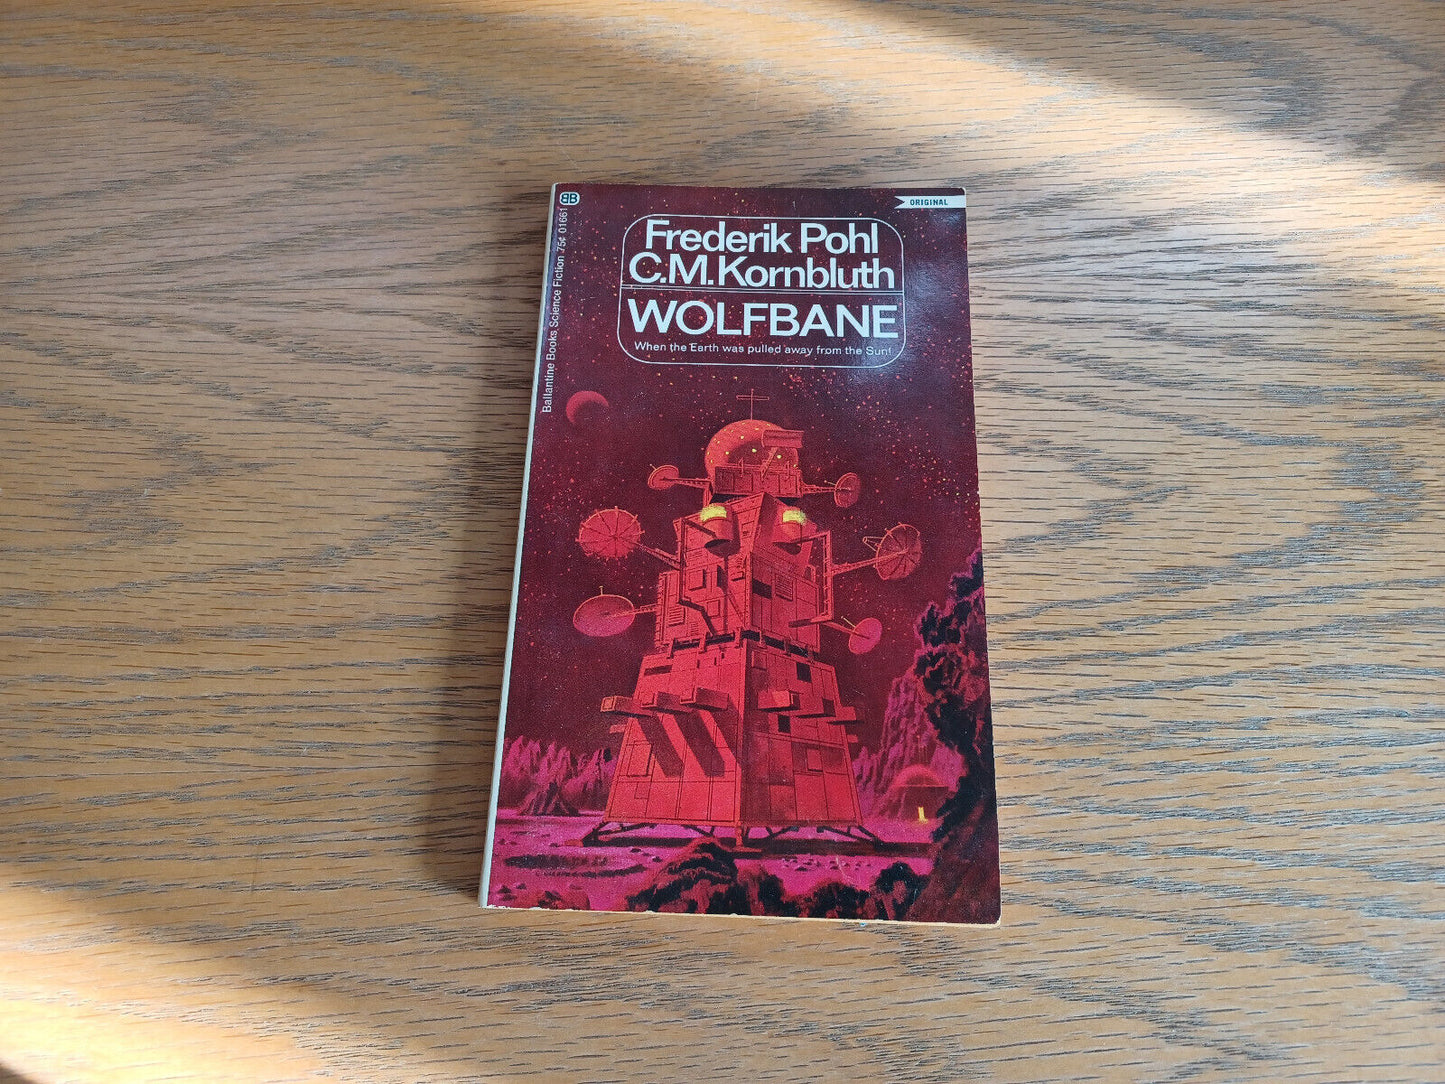 BB
ORIGINAL
Ballantine Books Science Fiction 75¢ 01661
Frederik Pohl
C.M. Kornbluth
WOLFBANE
When the Earth was pulled away from the Sun!